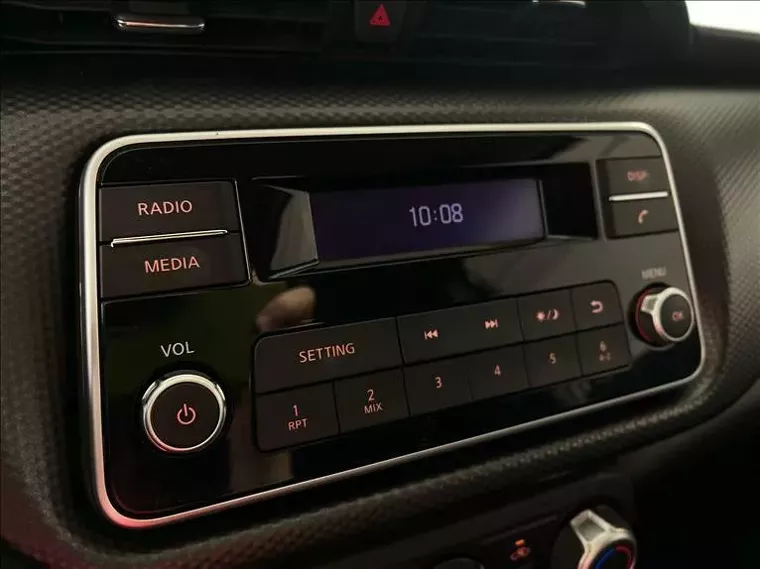 RADIO
10:08
DISP
MEDIA
VOL
MENU
OK
SETTING
1
RPT
2
MIX
3
4
5
6
A-Z